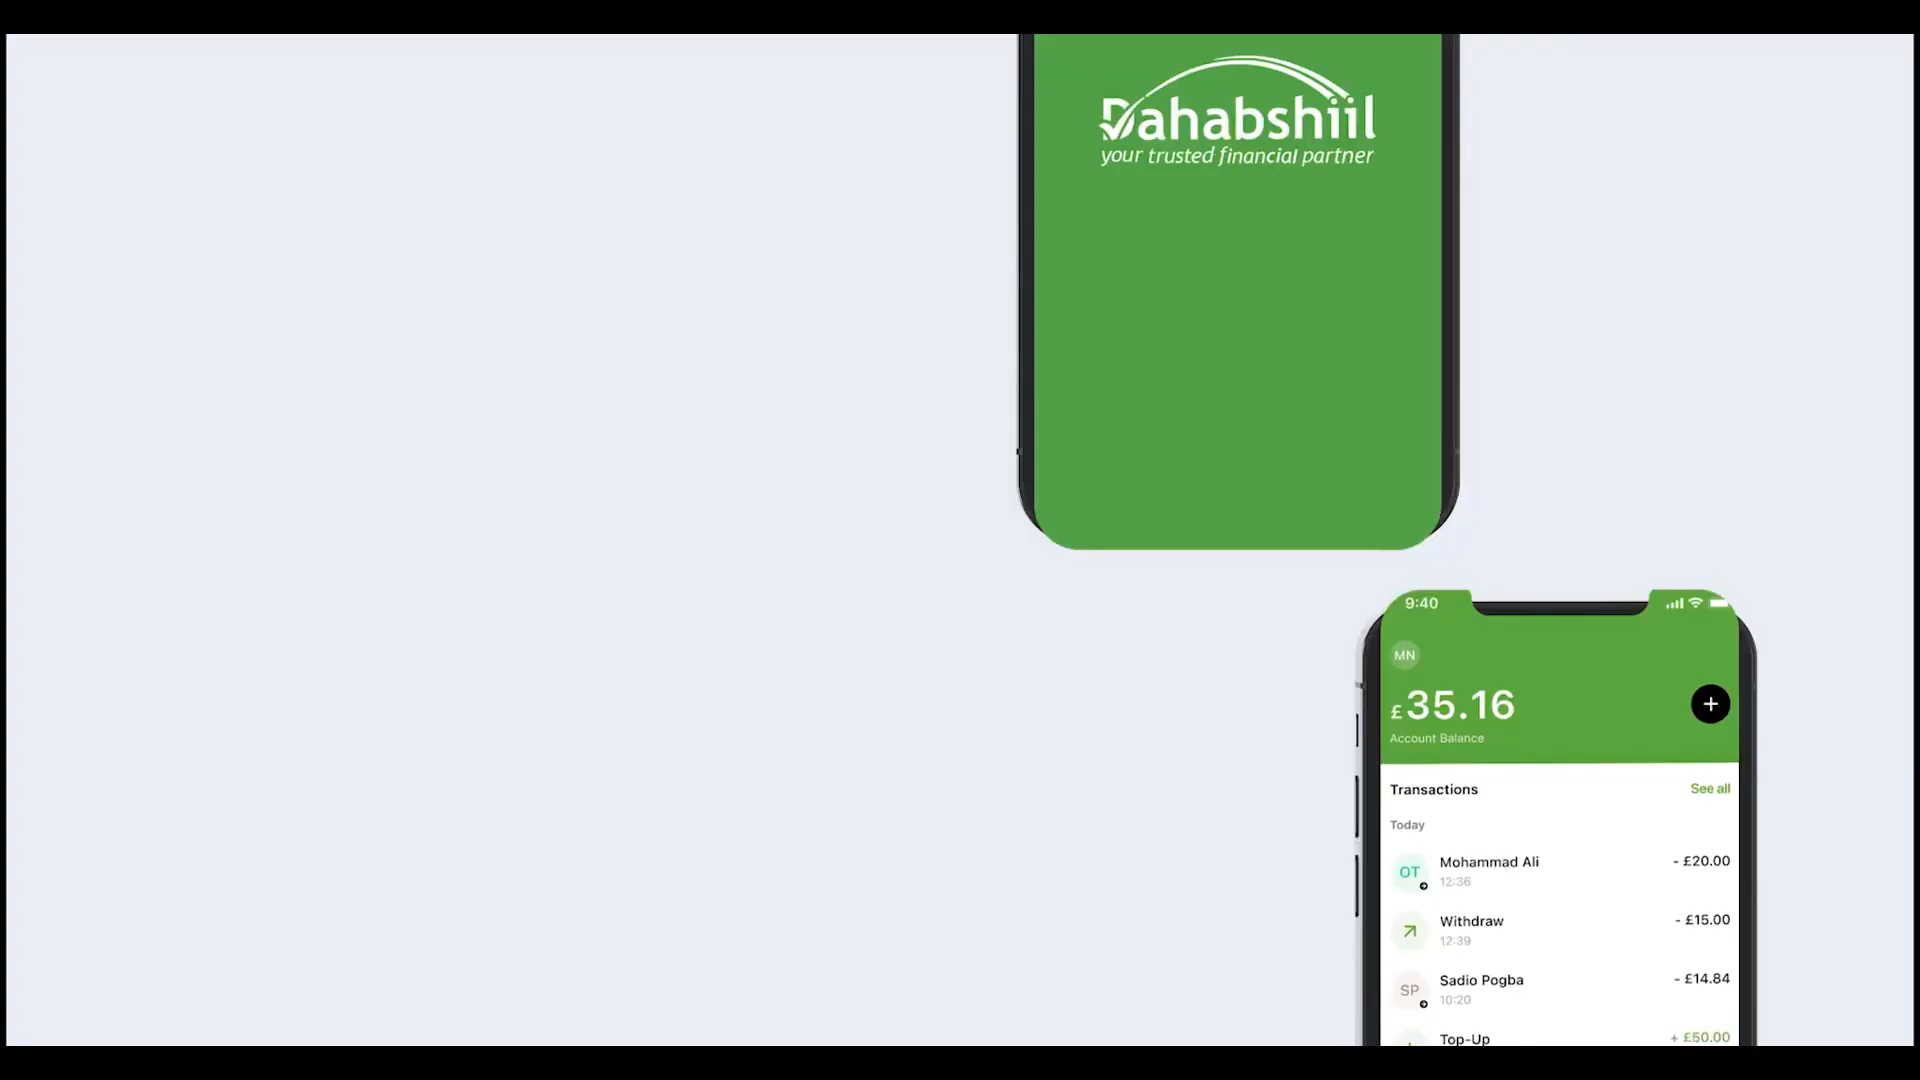 Dahabshiil
your trusted financial partner
9:40
MN
£35.16
+
Account Balance
Transactions
See all
Today
OT
Mohammad Ali
- £20.00
12:36
Withdraw
- £15.00
12:39
SP
Sadio Pogba
- £14.84
10:20
Top-Up
+ £50.00